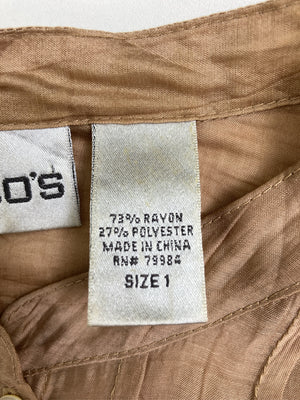 O'S
73% RAYON
27% POLYESTER
MADE IN CHINA
RN# 79984
SIZE 1